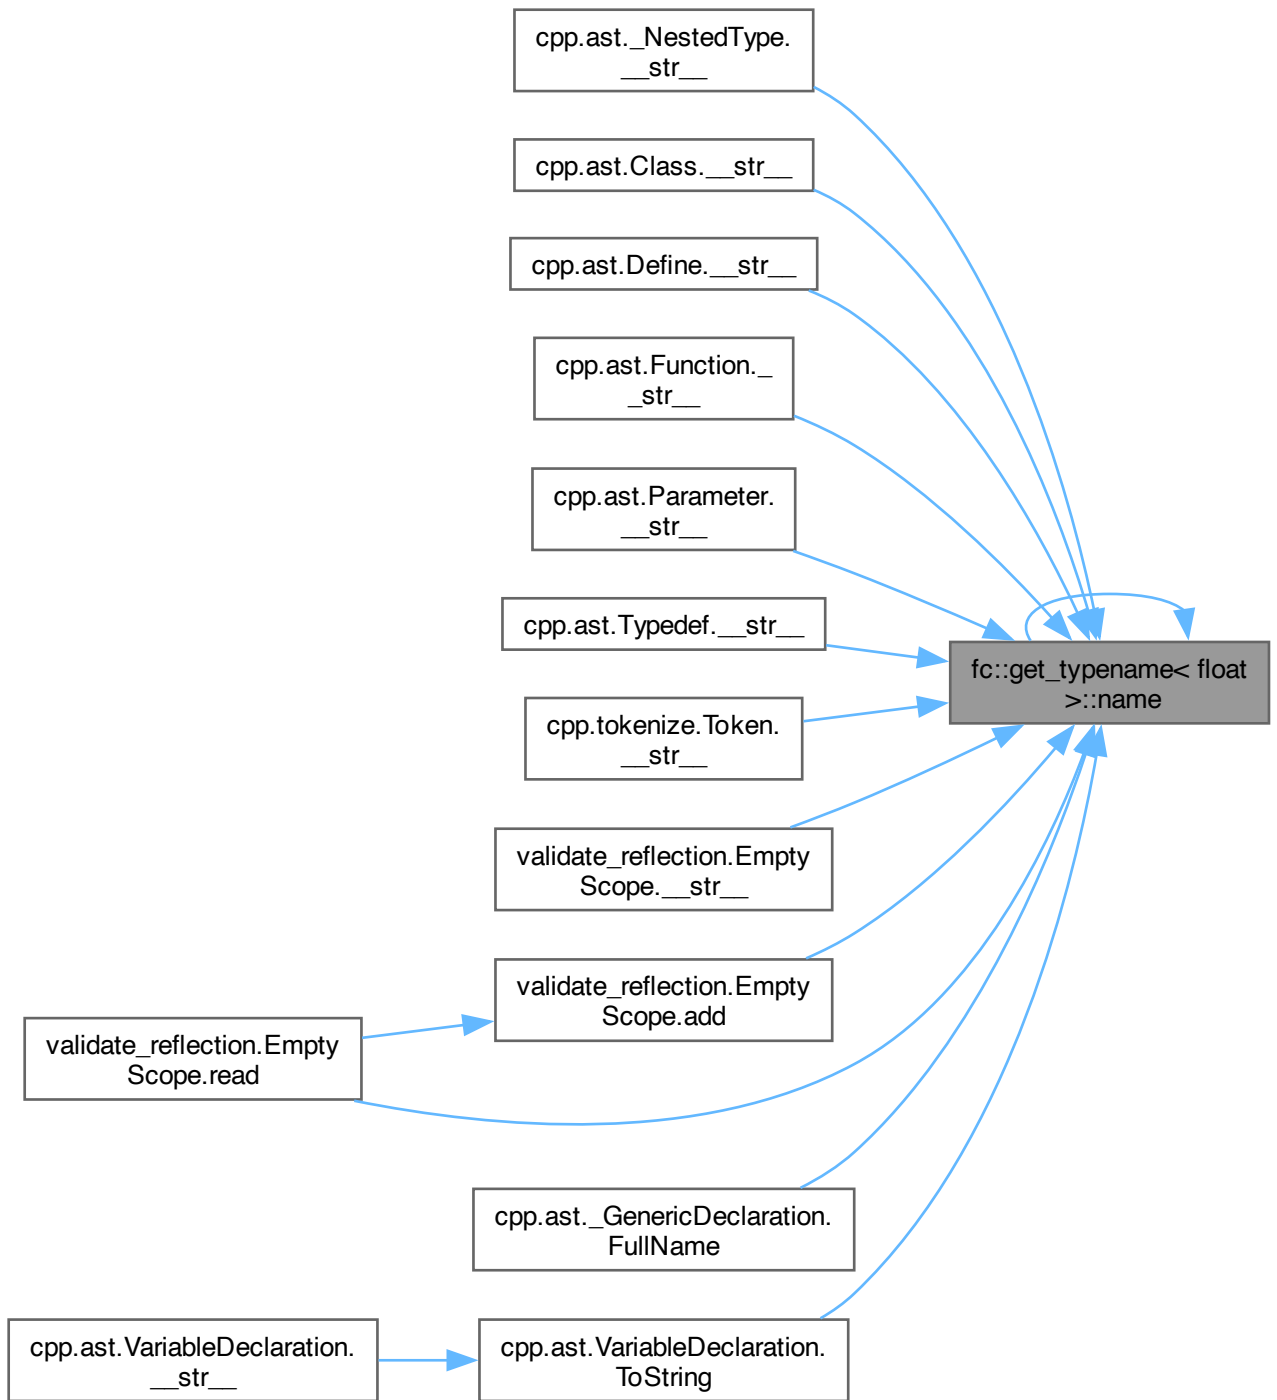 cpp.ast._NestedType.
__str__
cpp.ast.Class.__str__
cpp.ast.Define.__str__
cpp.ast.Function._
_str__
cpp.ast.Parameter.
__str__
cpp.ast.Typedef.__str__
fc::get_typename< float
>::name
cpp.tokenize.Token.
__str__
validate_reflection.Empty
Scope.__str__
validate_reflection.Empty
Scope.add
validate_reflection.Empty
Scope.read
cpp.ast._GenericDeclaration.
FullName
cpp.ast.VariableDeclaration.
__str__
cpp.ast.VariableDeclaration.
ToString